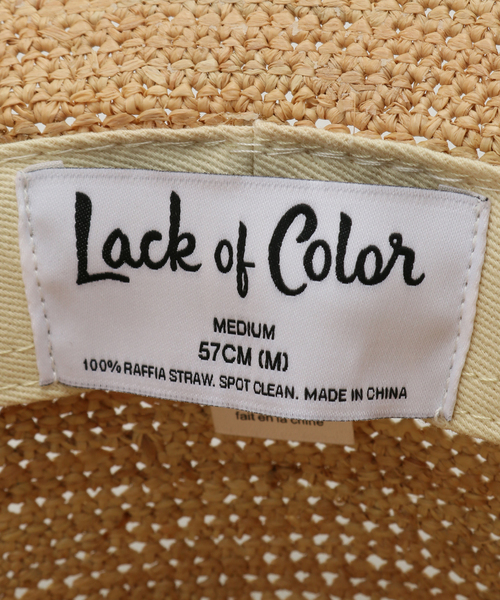 Lack of Color
MEDIUM
57CM (M)
100% RAFFIA STRAW. SPOT CLEAN. MADE IN CHINA
fait en la chine